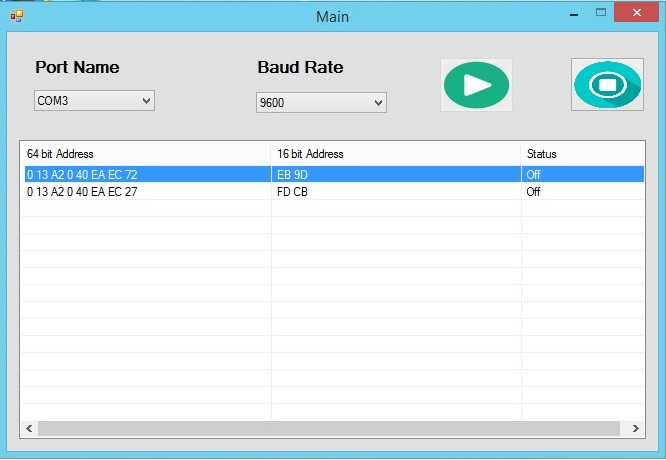 Main
Port Name Baud Rate
COM3 9600
64 bit Address 16 bit Address Status
0 13 A2 0 40 EA EC 72 EB 9D Off
0 13 A2 0 40 EA EC 27 FD CB Off